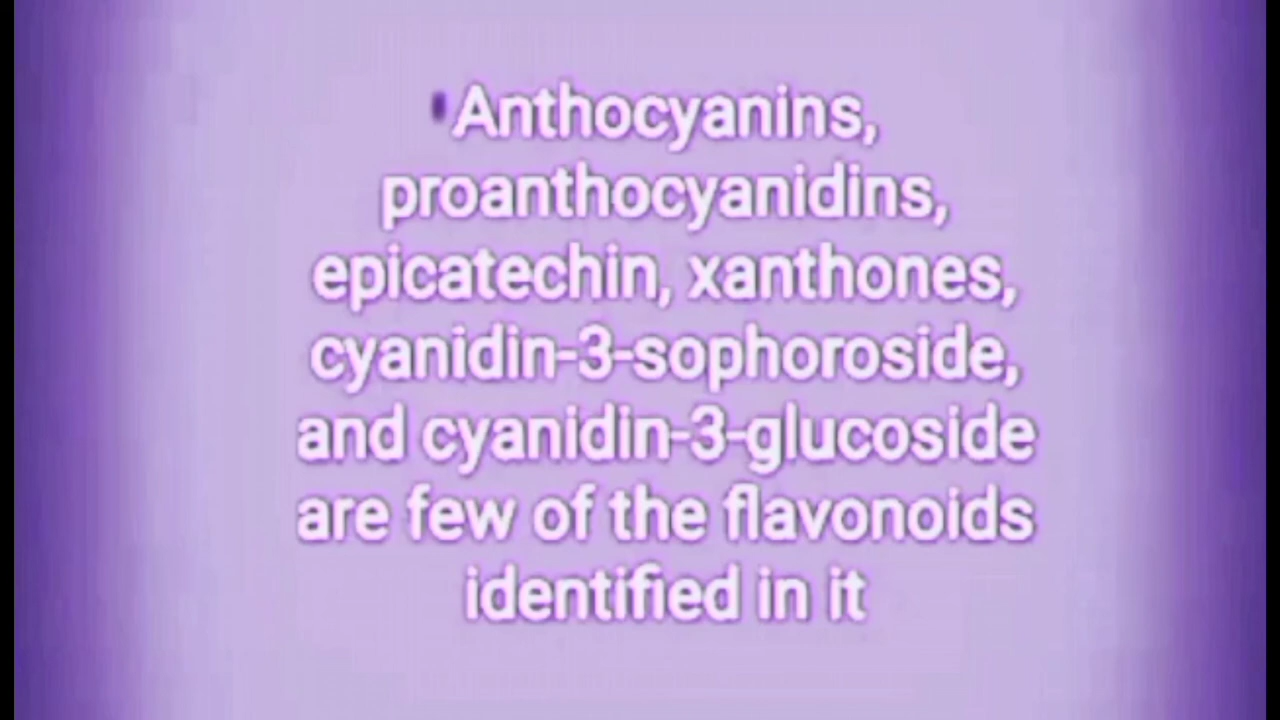 Anthocyanins,
proanthocyanidins,
epicatechin, xanthones,
cyanidin-3-sophoroside,
and cyanidin-3-glucoside
are few of the flavonoids
identified in it